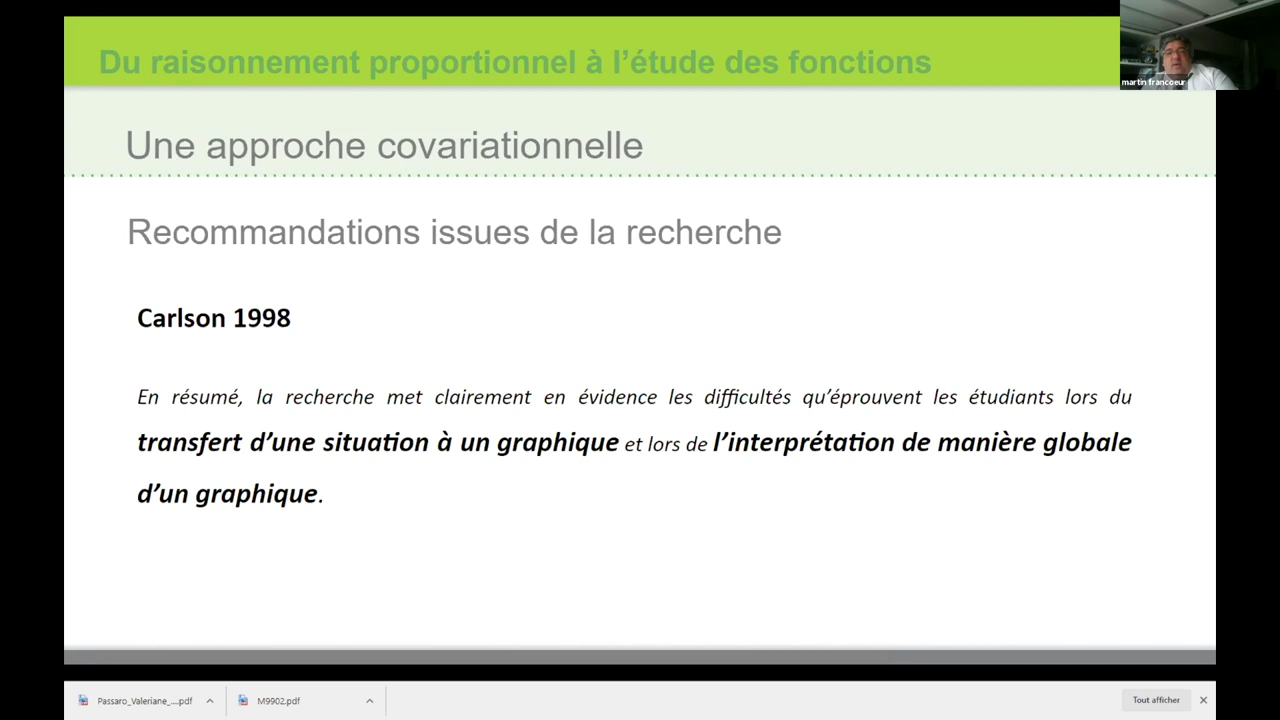 Du raisonnement proportionnel à l'étude des fonctions
martin francoeur
Une approche covariationnelle
Recommandations issues de la recherche
Carlson 1998
En résumé, la recherche met clairement en évidence les difficultés qu'éprouvent les étudiants lors du
transfert d'une situation à un graphique et lors de l'interprétation de manière globale
d'un graphique.
Passaro_Valeriane_....pdf
M9902.pdf
Tout afficher